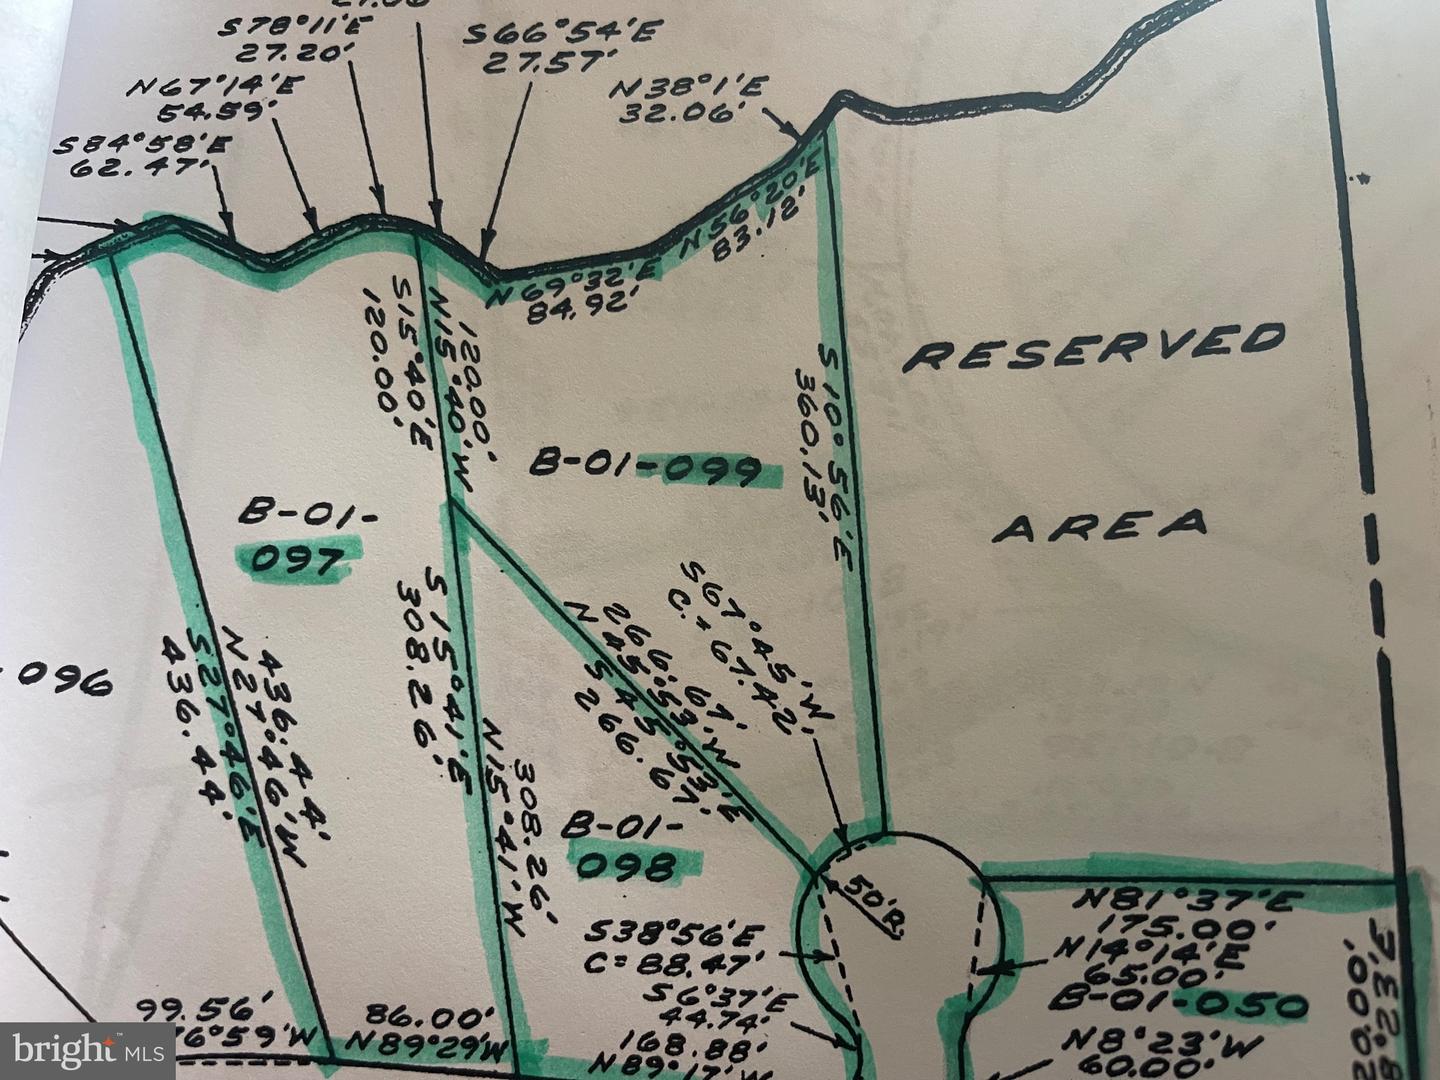 S78°11'E
27.20'
S66°54'E
27.57'
N67°14'E
54.59'
N38°1'E
32.06'
S84°58'E
62.47'
N56°20'E
83.12'
N69°32'E
84.92'
S15°40'E
120.00'
120.00'
N15°40'W
S10°56'E
360.13'
RESERVED
AREA
B-01-099
B-01-
097
096
S67°45'W
C.= 67.42'
266.67'
N45°53'W
S45°53'E
266.67'
S15°41'E
308.26'
308.26'
N15°41'W
436.44'
N27°46'W
S27°46'E
436.44'
B-01-
098
50'R.
S38°56'E
C= 88.47'
S6°37'E
44.74'
168.88'
N89°17'W
N81°37'E
175.00'
N14°14'E
65.00'
B-01-050
N8°23'W
60.00'
99.56'
6°59'W
86.00'
N89°29'W
bright MLS